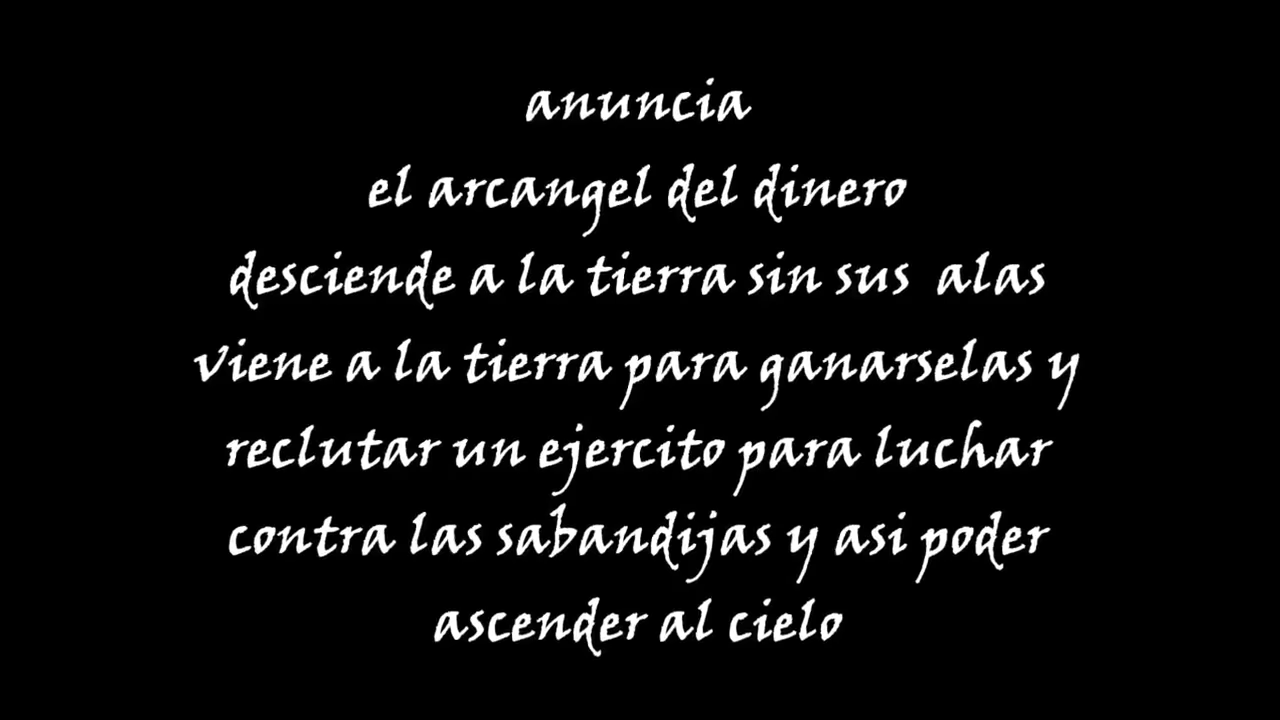 anuncia
el arcangel del dinero
desciende a la tierra sin sus alas
viene a la tierra para ganarselas y
reclutar un ejercito para luchar
contra las sabandijas y asi poder
ascender al cielo